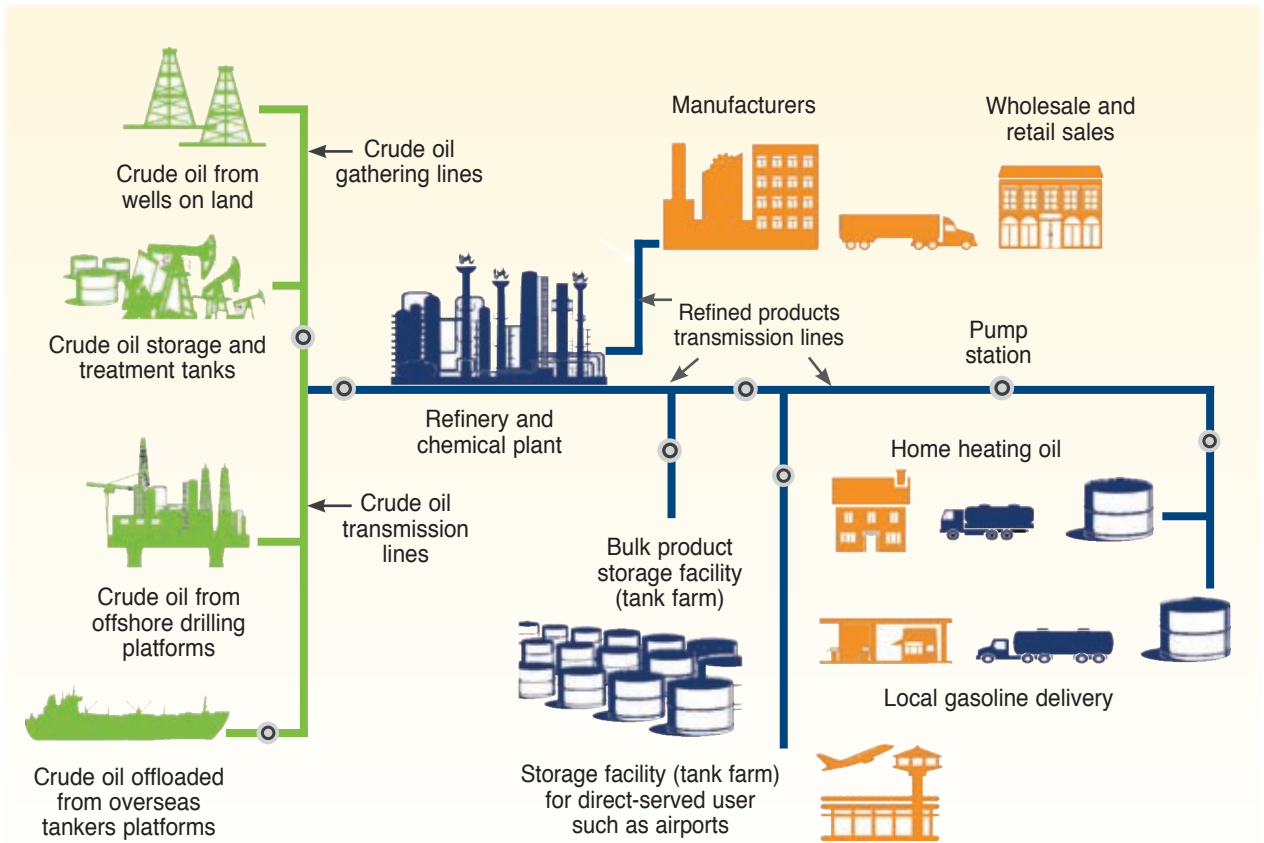 Manufacturers
Wholesale and
retail sales
Crude oil
gathering lines
Crude oil from
wells on land
Refined products
transmission lines
Pump
station
Crude oil storage and
treatment tanks
Refinery and
chemical plant
Home heating oil
Crude oil
transmission
lines
Bulk product
storage facility
(tank farm)
Crude oil from
offshore drilling
platforms
Local gasoline delivery
Crude oil offloaded
from overseas
tankers platforms
Storage facility (tank farm)
for direct-served user
such as airports